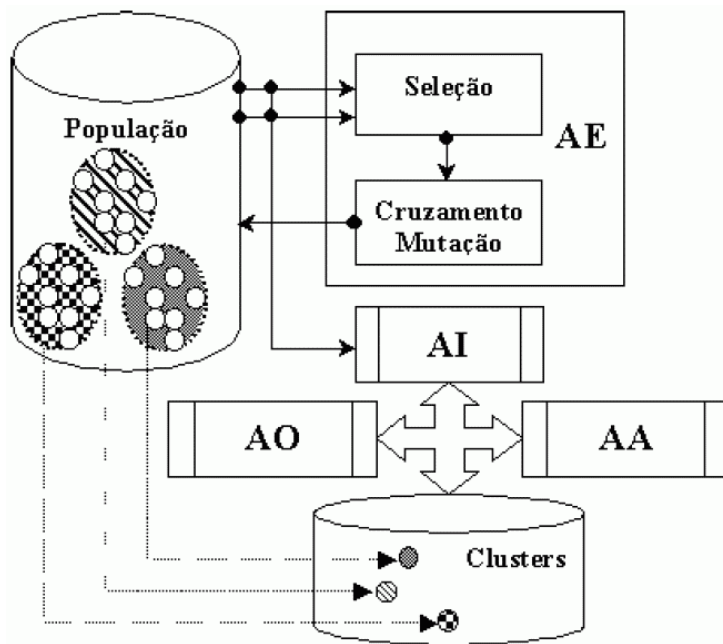 Seleção
AE
População
Cruzamento
Mutação
AI
AO
AA
Clusters